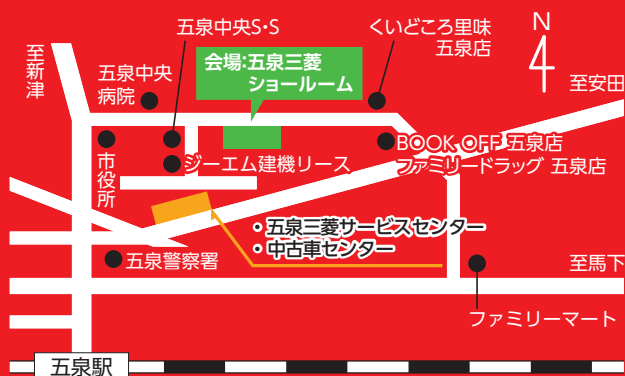 五泉中央S・S
くいどころ里味
五泉店
N
至新津
会場:五泉三菱
ショールーム
五泉中央
病院
至安田
市役所
ジーエム建機リース
BOOK OFF 五泉店
ファミリードラッグ 五泉店
・五泉三菱サービスセンター
・中古車センター
五泉警察署
至馬下
ファミリーマート
五泉駅